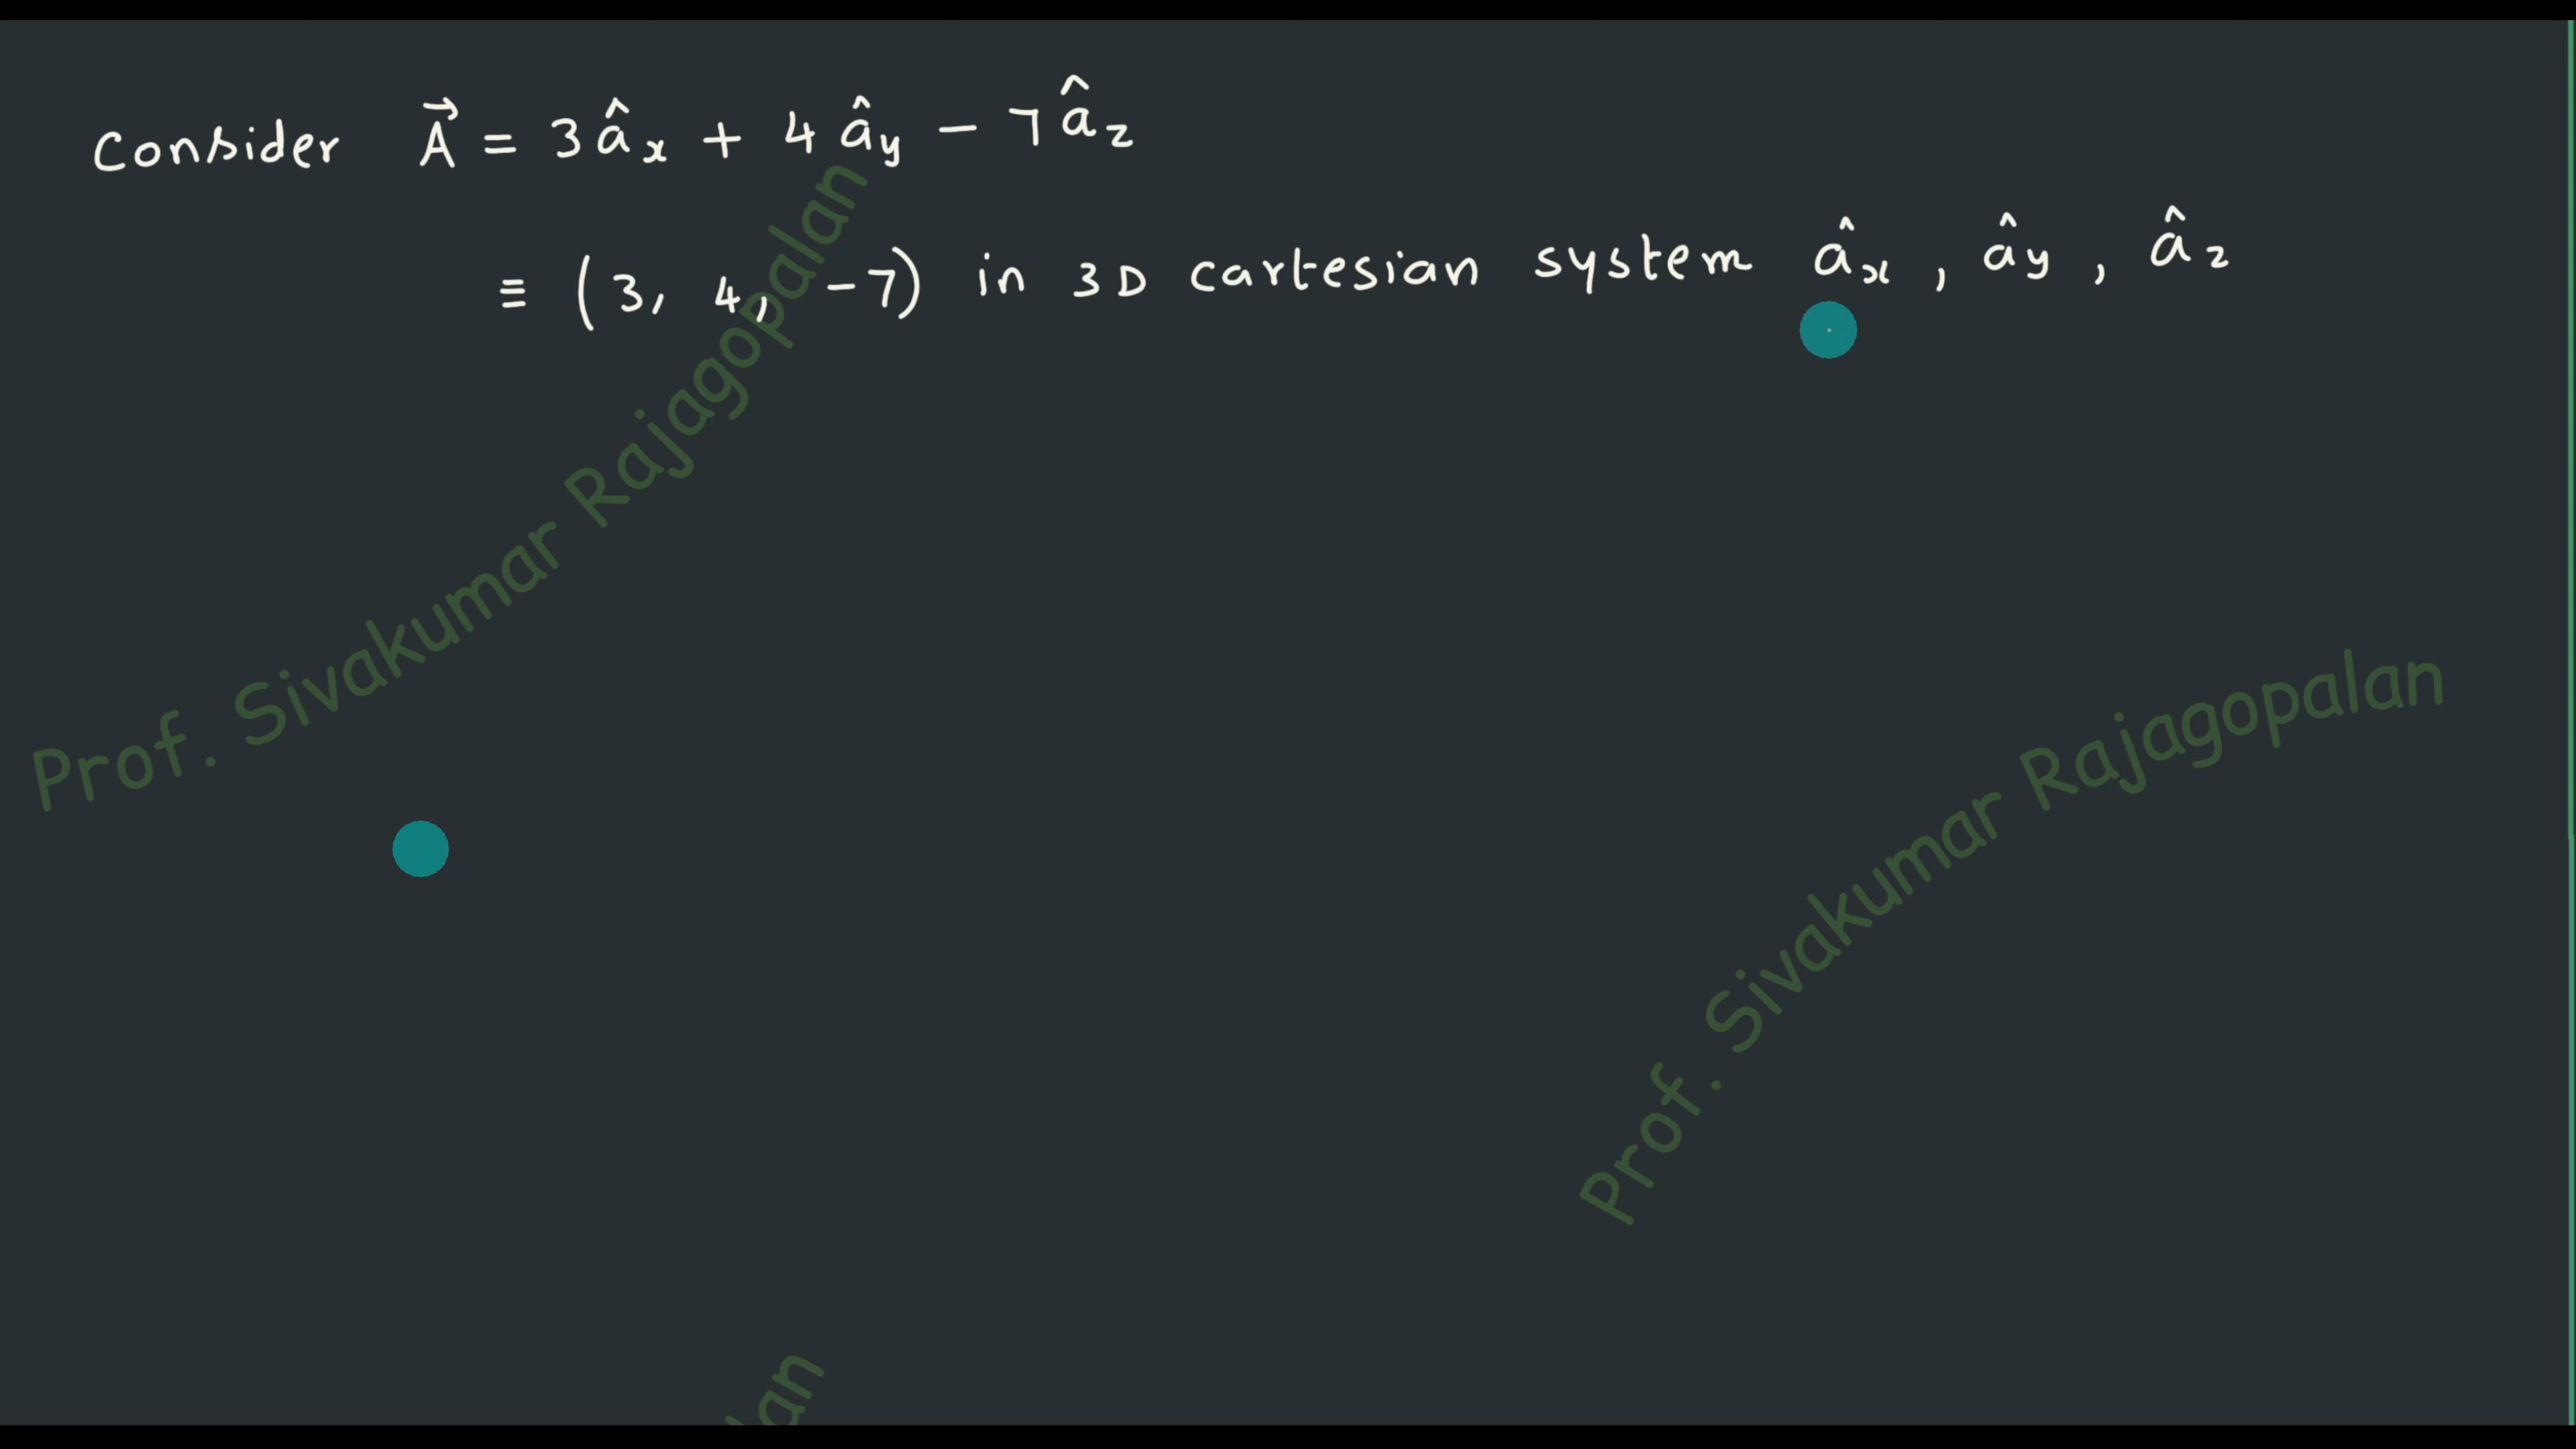 Consider A⃗ = 3 âx + 4 ây − 7 âz
≡ (3, 4, −7) in 3D cartesian system âx , ây , âz
Prof. Sivakumar Rajagopalan
Prof. Sivakumar Rajagopalan
lan